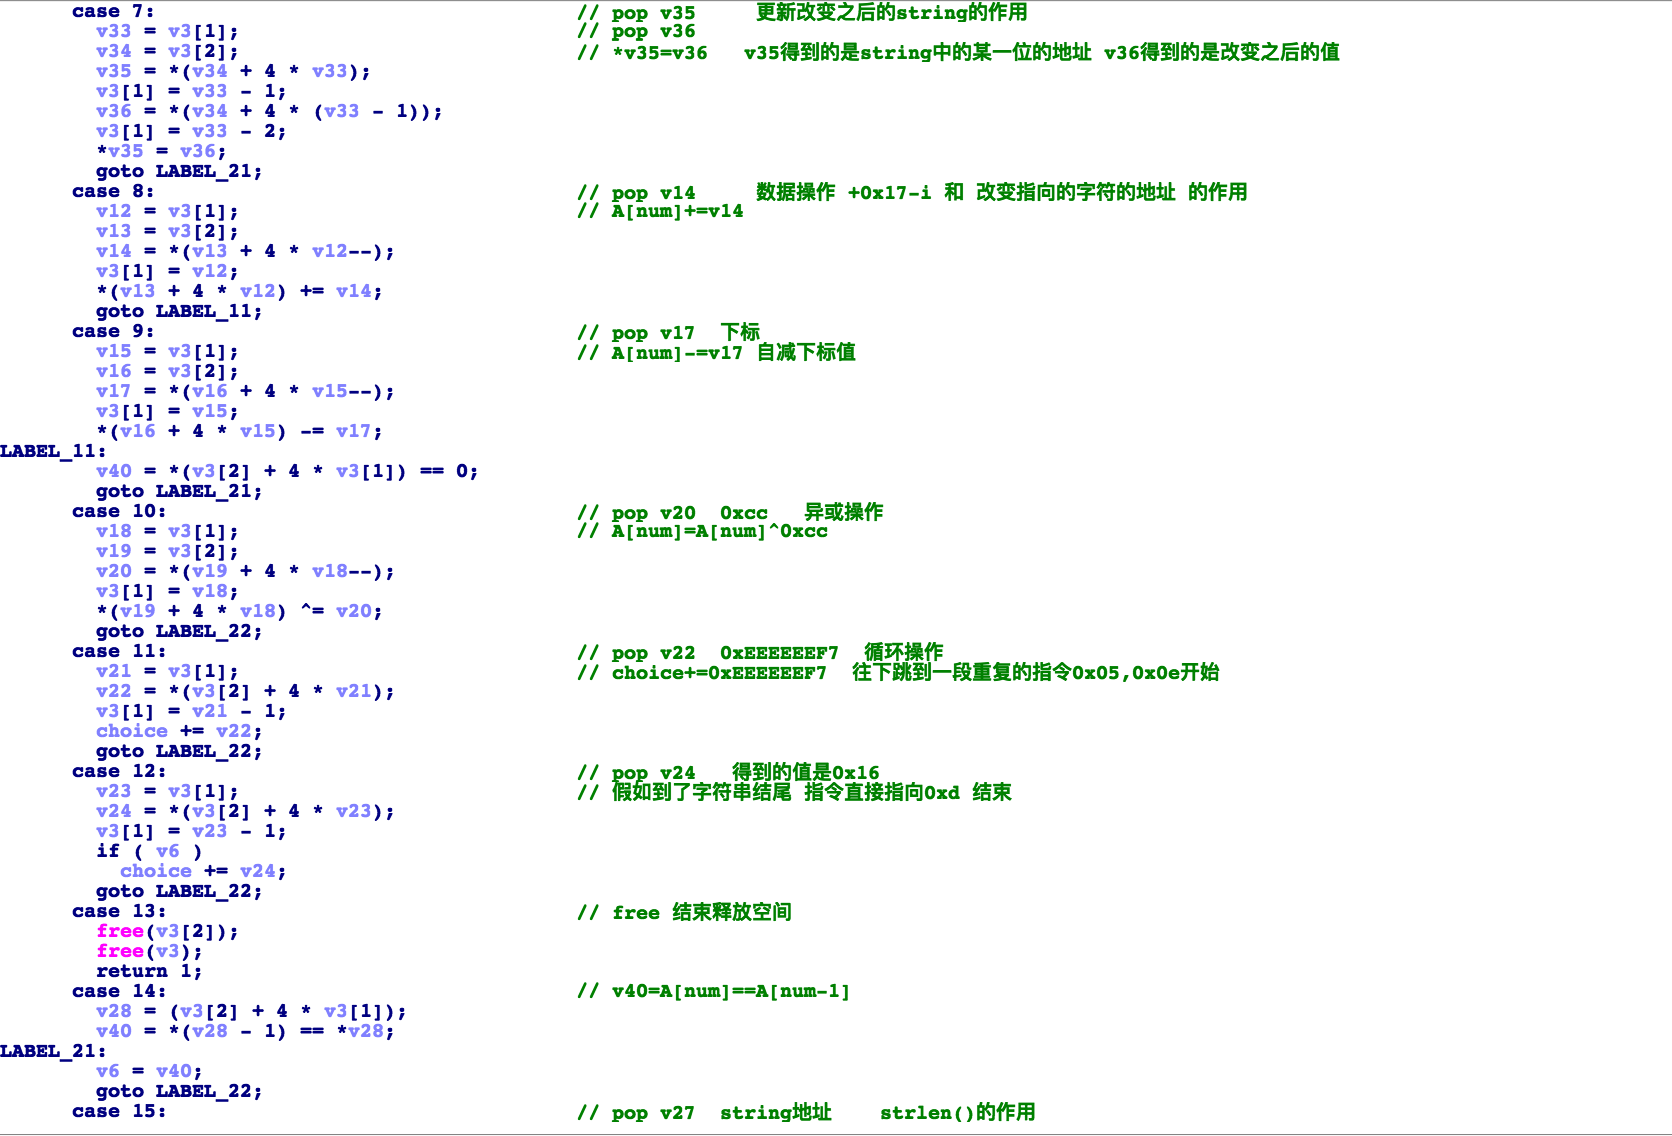 case 7: // pop v35 更新改变之后的string的作用
v33 = v3[1]; // pop v36
v34 = v3[2]; // *v35=v36 v35得到的是string中的某一位的地址 v36得到的是改变之后的值
v35 = *(v34 + 4 * v33);
v3[1] = v33 - 1;
v36 = *(v34 + 4 * (v33 - 1));
v3[1] = v33 - 2;
*v35 = v36;
goto LABEL_21;
case 8: // pop v14 数据操作 +0x17-i 和 改变指向的字符的地址 的作用
v12 = v3[1]; // A[num]+=v14
v13 = v3[2];
v14 = *(v13 + 4 * v12--);
v3[1] = v12;
*(v13 + 4 * v12) += v14;
goto LABEL_11;
case 9: // pop v17 下标
v15 = v3[1]; // A[num]-=v17 自减下标值
v16 = v3[2];
v17 = *(v16 + 4 * v15--);
v3[1] = v15;
*(v16 + 4 * v15) -= v17;
LABEL_11:
v40 = *(v3[2] + 4 * v3[1]) == 0;
goto LABEL_21;
case 10: // pop v20 0xcc 异或操作
v18 = v3[1]; // A[num]=A[num]^0xcc
v19 = v3[2];
v20 = *(v19 + 4 * v18--);
v3[1] = v18;
*(v19 + 4 * v18) ^= v20;
goto LABEL_22;
case 11: // pop v22 0xEEEEEEF7 循环操作
v21 = v3[1]; // choice+=0xEEEEEEF7 往下跳到一段重复的指令0x05,0x0e开始
v22 = *(v3[2] + 4 * v21);
v3[1] = v21 - 1;
choice += v22;
goto LABEL_22;
case 12: // pop v24 得到的值是0x16
v23 = v3[1]; // 假如到了字符串结尾 指令直接指向0xd 结束
v24 = *(v3[2] + 4 * v23);
v3[1] = v23 - 1;
if ( v6 )
choice += v24;
goto LABEL_22;
case 13: // free 结束释放空间
free(v3[2]);
free(v3);
return 1;
case 14: // v40=A[num]==A[num-1]
v28 = (v3[2] + 4 * v3[1]);
v40 = *(v28 - 1) == *v28;
LABEL_21:
v6 = v40;
goto LABEL_22;
case 15: // pop v27 string地址 strlen()的作用